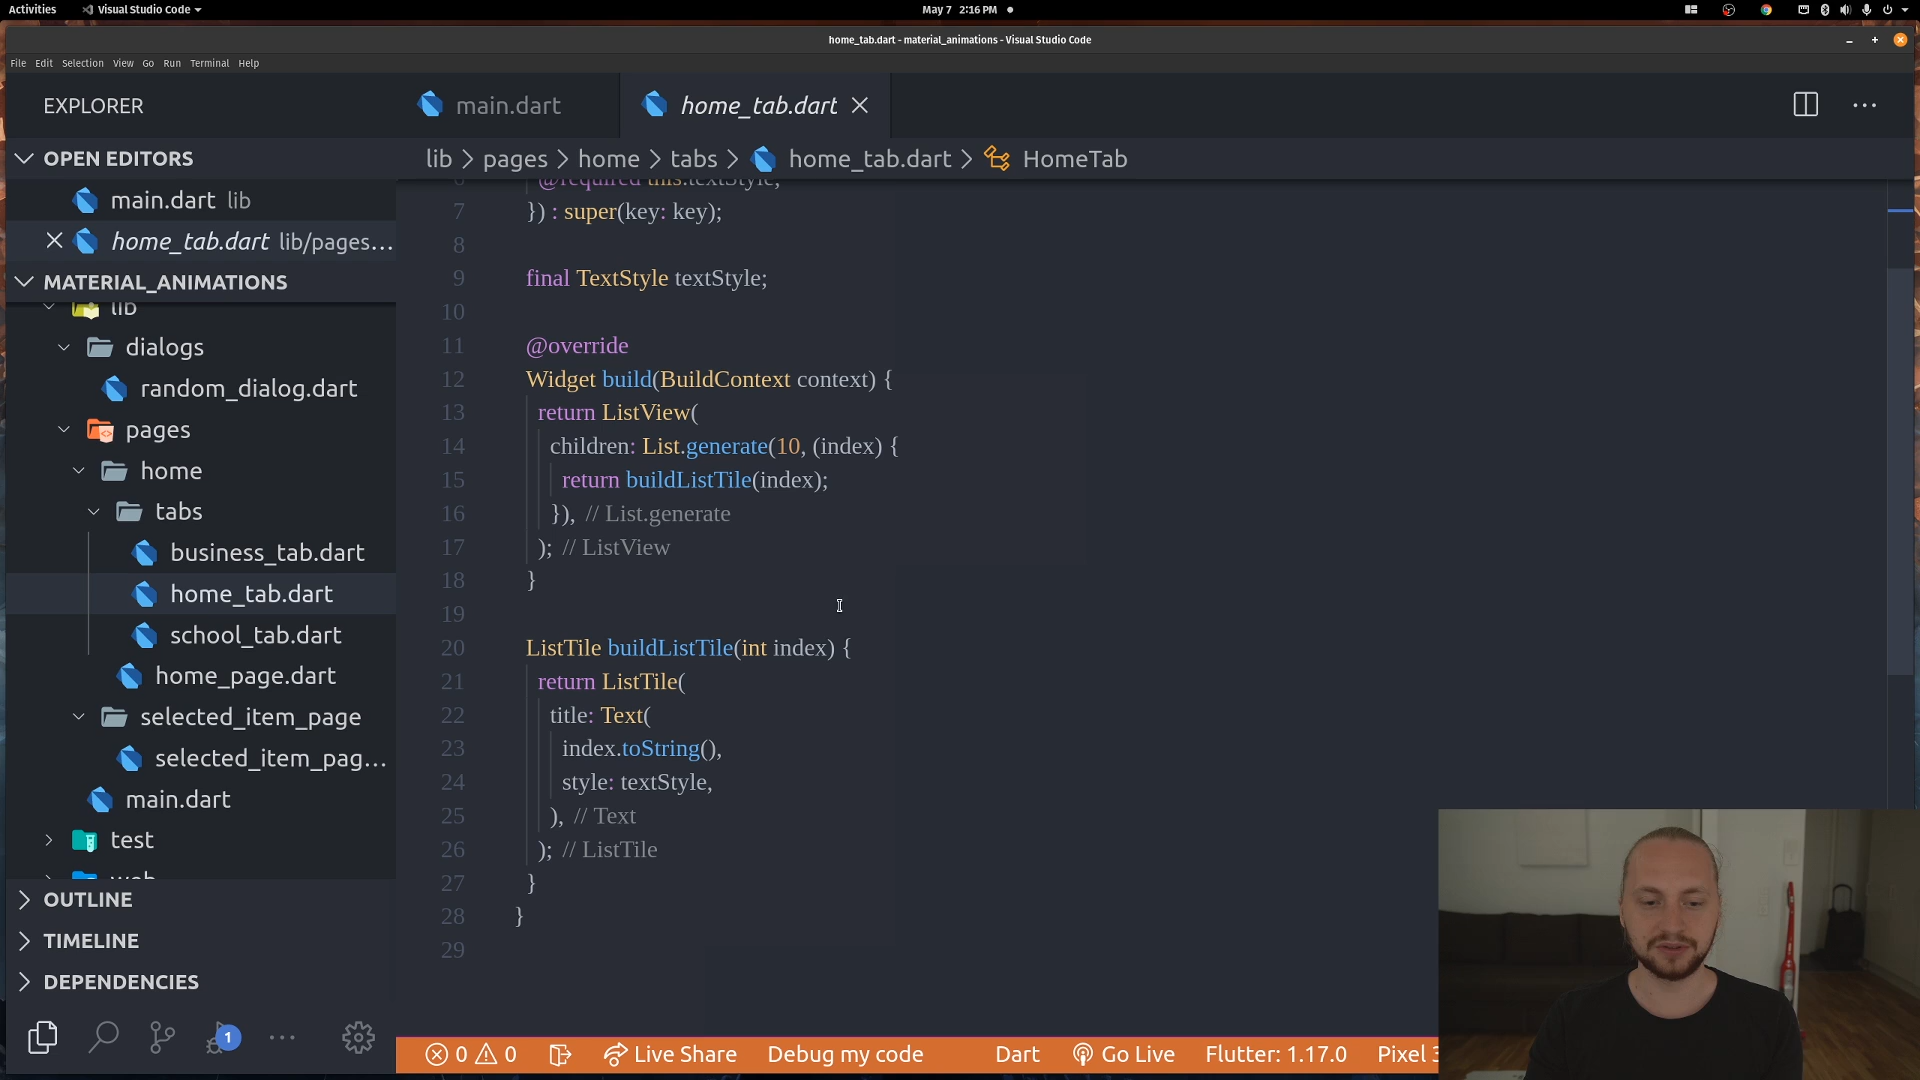 Activities
Visual Studio Code
May 7 2:16 PM
home_tab.dart - material_animations - Visual Studio Code
File Edit Selection View Go Run Terminal Help
EXPLORER
OPEN EDITORS
main.dart lib
home_tab.dart lib/pages...
MATERIAL_ANIMATIONS
lib
dialogs
random_dialog.dart
pages
home
tabs
business_tab.dart
home_tab.dart
school_tab.dart
home_page.dart
selected_item_page
selected_item_pag...
main.dart
test
web
OUTLINE
TIMELINE
DEPENDENCIES
1
main.dart
home_tab.dart
lib > pages > home > tabs > home_tab.dart > HomeTab
6 @required this.textStyle,
7 }) : super(key: key);
8
9 final TextStyle textStyle;
10
11 @override
12 Widget build(BuildContext context) {
13 return ListView(
14 children: List.generate(10, (index) {
15 return buildListTile(index);
16 }), // List.generate
17 ); // ListView
18 }
19
20 ListTile buildListTile(int index) {
21 return ListTile(
22 title: Text(
23 index.toString(),
24 style: textStyle,
25 ), // Text
26 ); // ListTile
27 }
28 }
29
0 0 Live Share Debug my code Dart Go Live Flutter: 1.17.0 Pixel